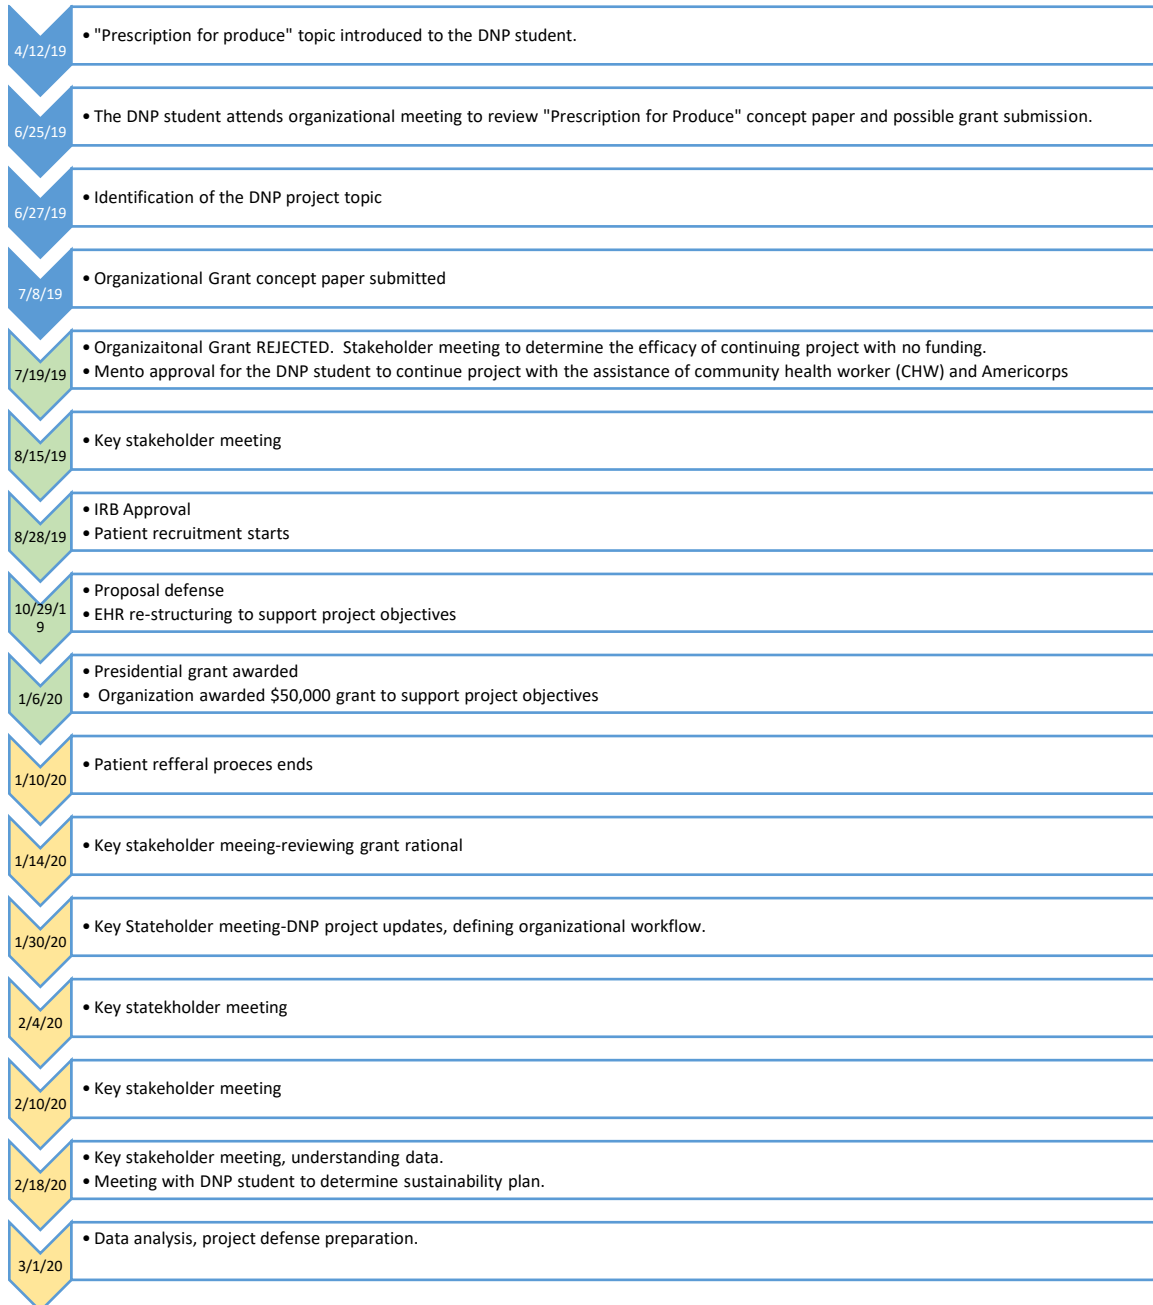 4/12/19
• "Prescription for produce" topic introduced to the DNP student.
6/25/19
• The DNP student attends organizational meeting to review "Prescription for Produce" concept paper and possible grant submission.
6/27/19
• Identification of the DNP project topic
7/8/19
• Organizational Grant concept paper submitted
7/19/19
• Organizaitonal Grant REJECTED.  Stakeholder meeting to determine the efficacy of continuing project with no funding.
• Mento approval for the DNP student to continue project with the assistance of community health worker (CHW) and Americorps
8/15/19
• Key stakeholder meeting
8/28/19
• IRB Approval
• Patient recruitment starts
10/29/1
9
• Proposal defense
• EHR re-structuring to support project objectives
1/6/20
• Presidential grant awarded
• Organization awarded $50,000 grant to support project objectives
1/10/20
• Patient refferal proeces ends
1/14/20
• Key stakeholder meeing-reviewing grant rational
1/30/20
• Key Stateholder meeting-DNP project updates, defining organizational workflow.
2/4/20
• Key statekholder meeting
2/10/20
• Key stakeholder meeting
2/18/20
• Key stakeholder meeting, understanding data.
• Meeting with DNP student to determine sustainability plan.
3/1/20
• Data analysis, project defense preparation.